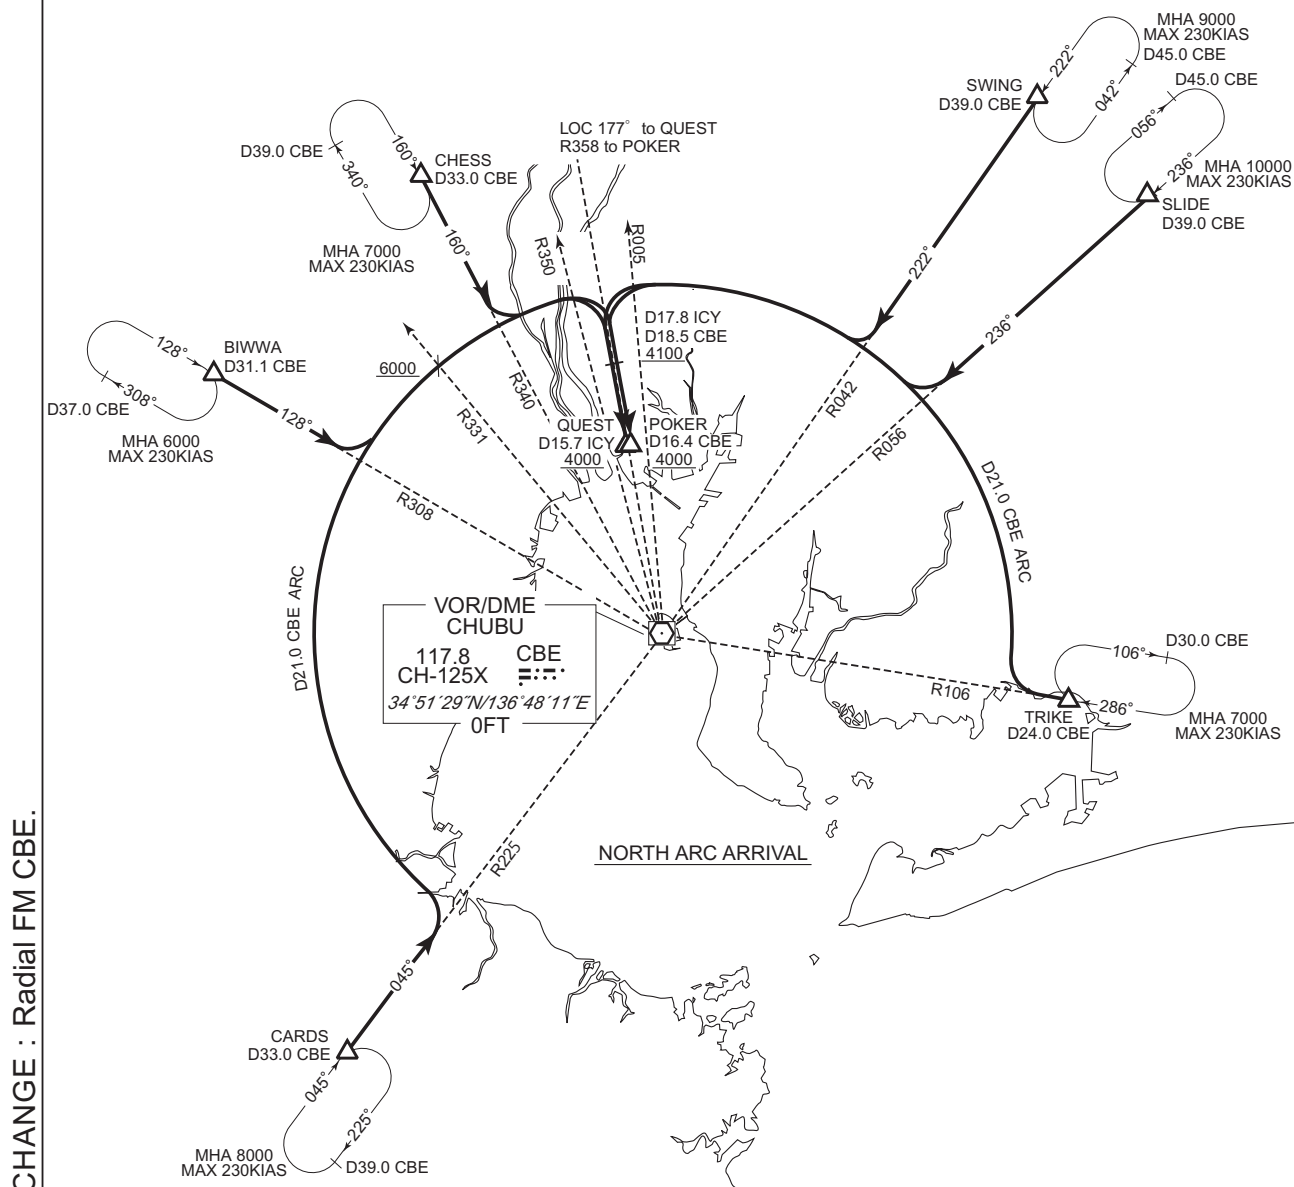 MHA 9000
MAX 230KIAS
D45.0 CBE
222°
042°
SWING
D39.0 CBE
D45.0 CBE
056°
236°
MHA 10000
MAX 230KIAS
SLIDE
D39.0 CBE
LOC 177° to QUEST
R358 to POKER
D39.0 CBE
160°
340°
CHESS
D33.0 CBE
MHA 7000
MAX 230KIAS
160°
R350
R005
222°
236°
D17.8 ICY
D18.5 CBE
4100
128°
308°
BIWWA
D31.1 CBE
D37.0 CBE
MHA 6000
MAX 230KIAS
128°
6000
R331
R340
R042
R056
QUEST
D15.7 ICY
4000
POKER
D16.4 CBE
4000
R308
D21.0 CBE ARC
D21.0 CBE ARC
VOR/DME
CHUBU
117.8
CH-125X
CBE
34°51´29˝N/136°48´11˝E
0FT
R106
106°
D30.0 CBE
286°
TRIKE
D24.0 CBE
MHA 7000
MAX 230KIAS
R225
NORTH ARC ARRIVAL
045°
CARDS
D33.0 CBE
045°
225°
MHA 8000
MAX 230KIAS
D39.0 CBE
CHANGE : Radial FM CBE.